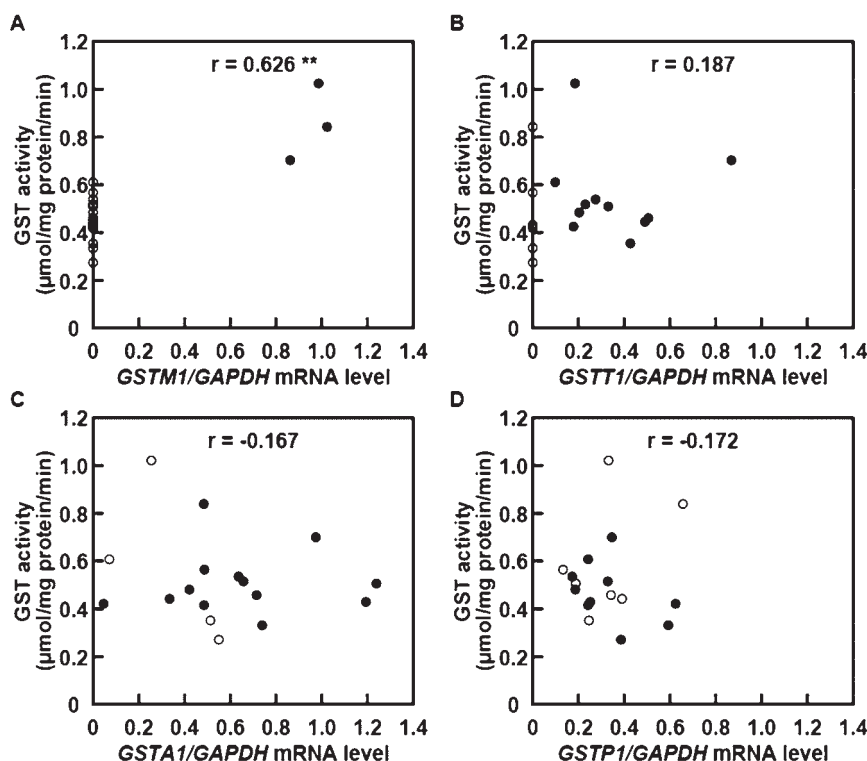 A
r = 0.626 **
GST activity
(μmol/mg protein/min)
1.2
1.0
0.8
0.6
0.4
0.2
0
0 0.2 0.4 0.6 0.8 1.0 1.2 1.4
GSTM1/GAPDH mRNA level
B
r = 0.187
GST activity
(μmol/mg protein/min)
1.2
1.0
0.8
0.6
0.4
0.2
0
0 0.2 0.4 0.6 0.8 1.0 1.2 1.4
GSTT1/GAPDH mRNA level
C
r = -0.167
GST activity
(μmol/mg protein/min)
1.2
1.0
0.8
0.6
0.4
0.2
0
0 0.2 0.4 0.6 0.8 1.0 1.2 1.4
GSTA1/GAPDH mRNA level
D
r = -0.172
GST activity
(μmol/mg protein/min)
1.2
1.0
0.8
0.6
0.4
0.2
0
0 0.2 0.4 0.6 0.8 1.0 1.2 1.4
GSTP1/GAPDH mRNA level